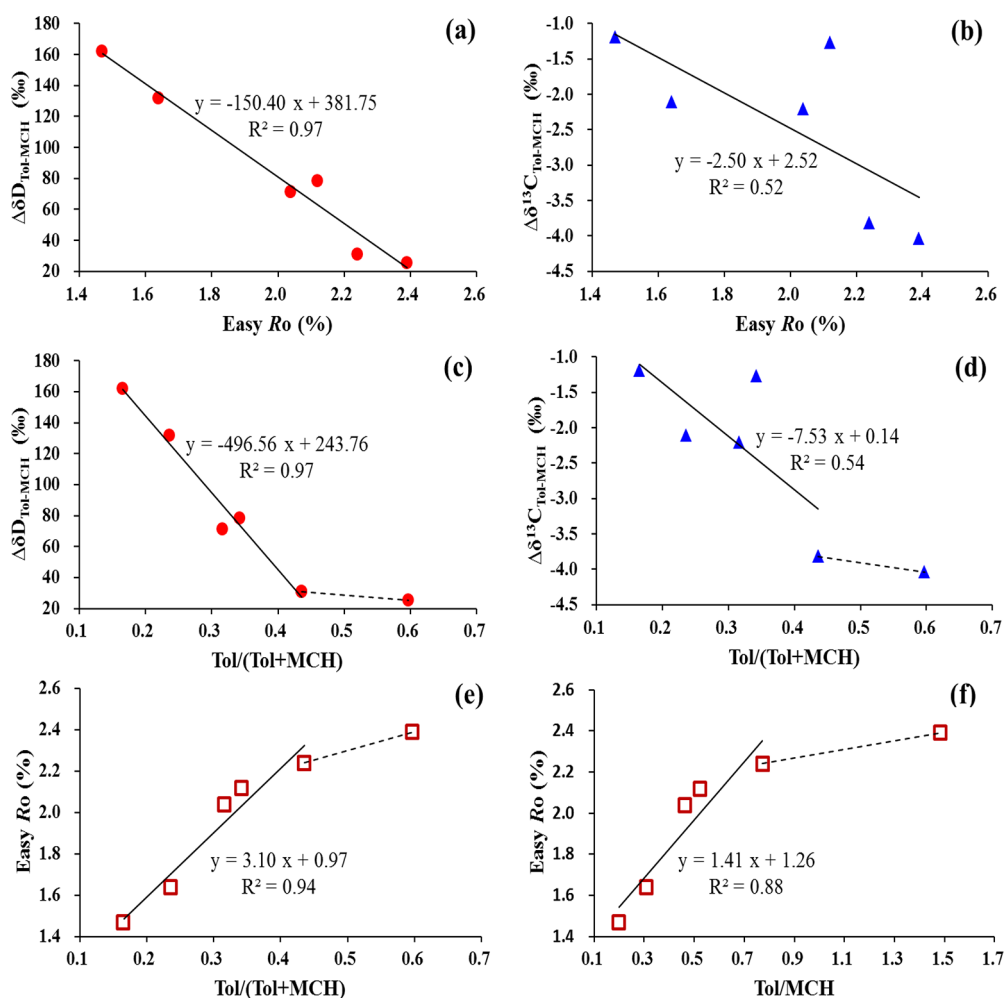 (a)
180
160
140
120
100
80
60
40
20
ΔδD_Tol-MCH (‰)
y = -150.40 x + 381.75
R² = 0.97
1.4 1.6 1.8 2.0 2.2 2.4 2.6
Easy Ro (%)
(b)
-1.0
-1.5
-2.0
-2.5
-3.0
-3.5
-4.0
-4.5
Δδ¹³C_Tol-MCH (‰)
y = -2.50 x + 2.52
R² = 0.52
1.4 1.6 1.8 2.0 2.2 2.4 2.6
Easy Ro (%)
(c)
180
160
140
120
100
80
60
40
20
ΔδD_Tol-MCH (‰)
y = -496.56 x + 243.76
R² = 0.97
0.1 0.2 0.3 0.4 0.5 0.6 0.7
Tol/(Tol+MCH)
(d)
-1.0
-1.5
-2.0
-2.5
-3.0
-3.5
-4.0
-4.5
Δδ¹³C_Tol-MCH (‰)
y = -7.53 x + 0.14
R² = 0.54
0.1 0.2 0.3 0.4 0.5 0.6 0.7
Tol/(Tol+MCH)
(e)
2.6
2.4
2.2
2.0
1.8
1.6
1.4
Easy Ro (%)
y = 3.10 x + 0.97
R² = 0.94
0.1 0.2 0.3 0.4 0.5 0.6 0.7
Tol/(Tol+MCH)
(f)
2.6
2.4
2.2
2.0
1.8
1.6
1.4
Easy Ro (%)
y = 1.41 x + 1.26
R² = 0.88
0.1 0.3 0.5 0.7 0.9 1.1 1.3 1.5 1.7
Tol/MCH